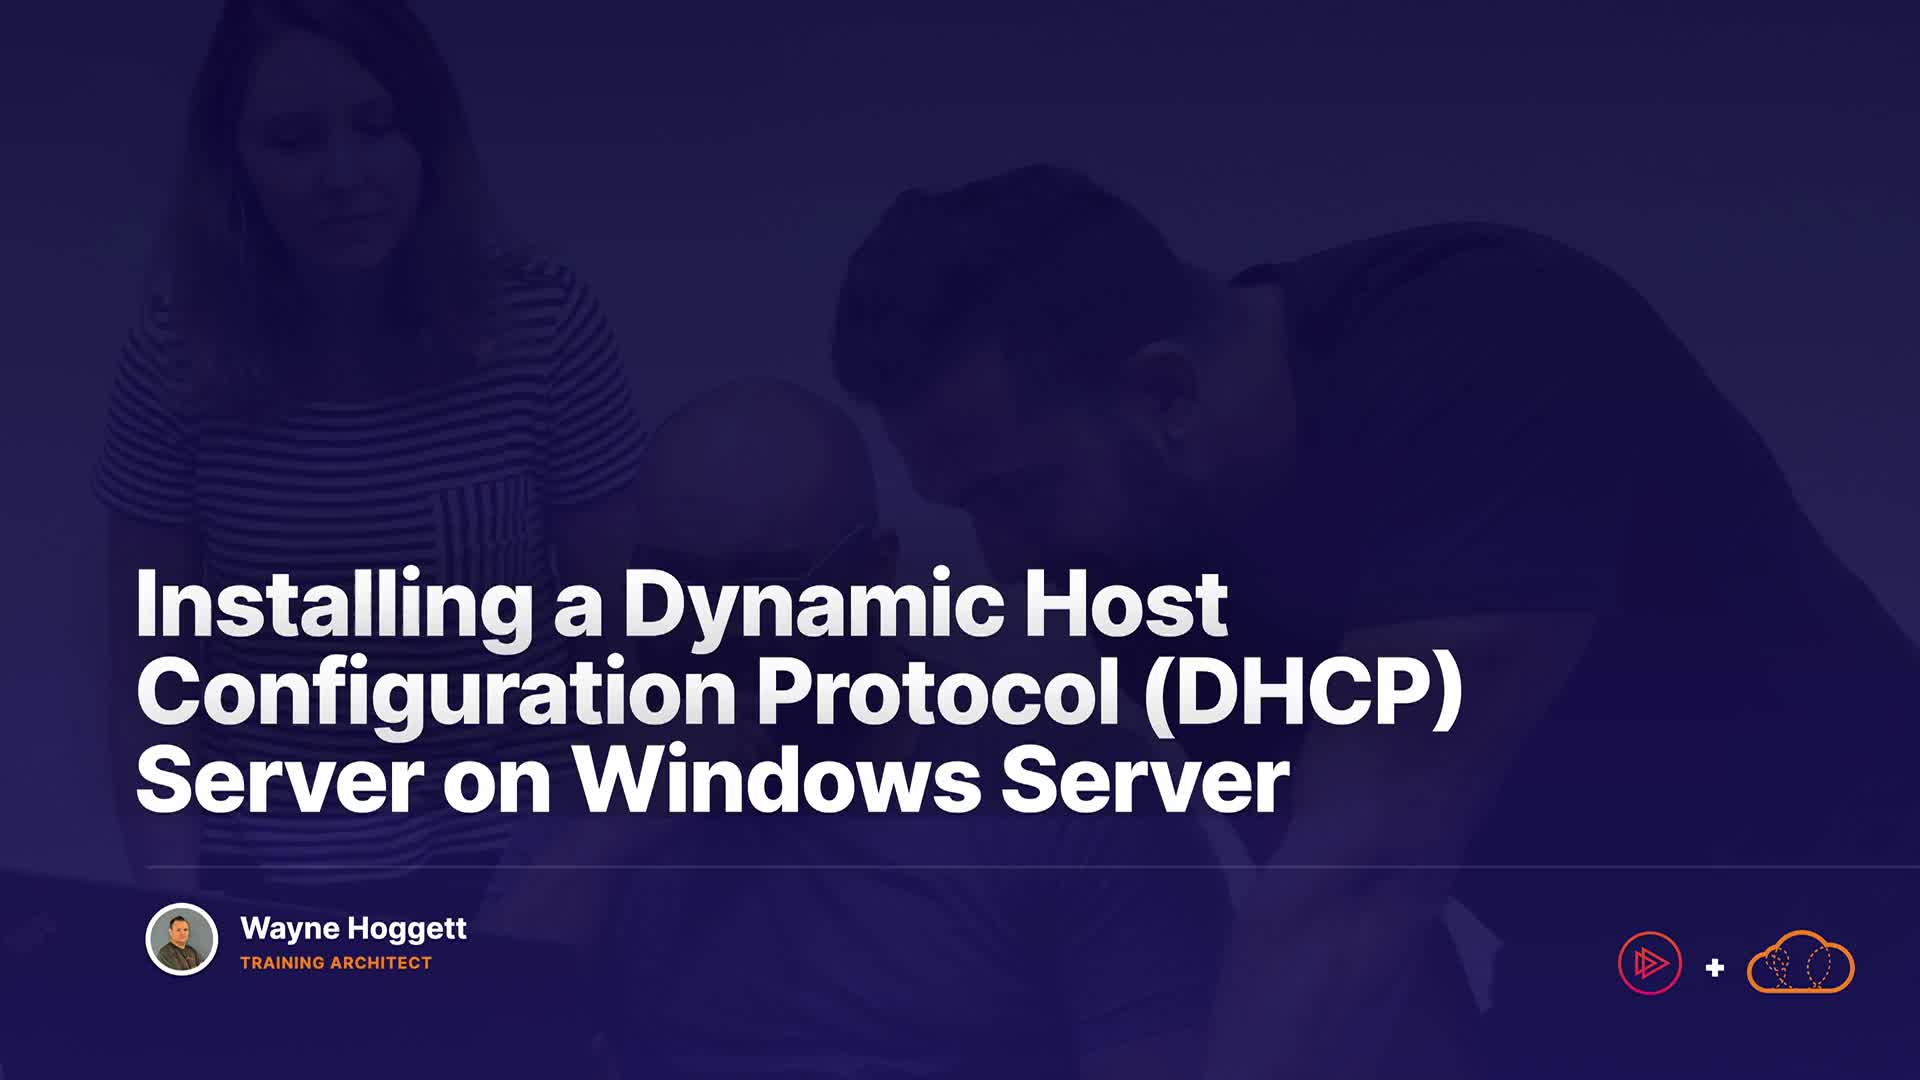 Installing a Dynamic Host
Configuration Protocol (DHCP)
Server on Windows Server
Wayne Hoggett
TRAINING ARCHITECT
+